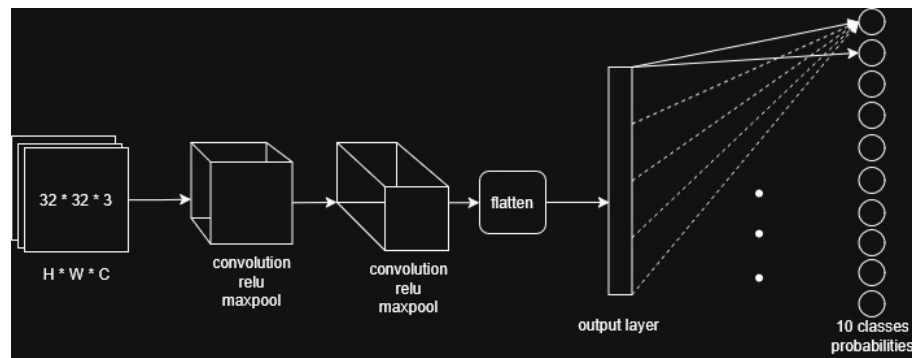 32 * 32 * 3
H * W * C
convolution
relu
maxpool
convolution
relu
maxpool
flatten
output layer
10 classes
probabilities